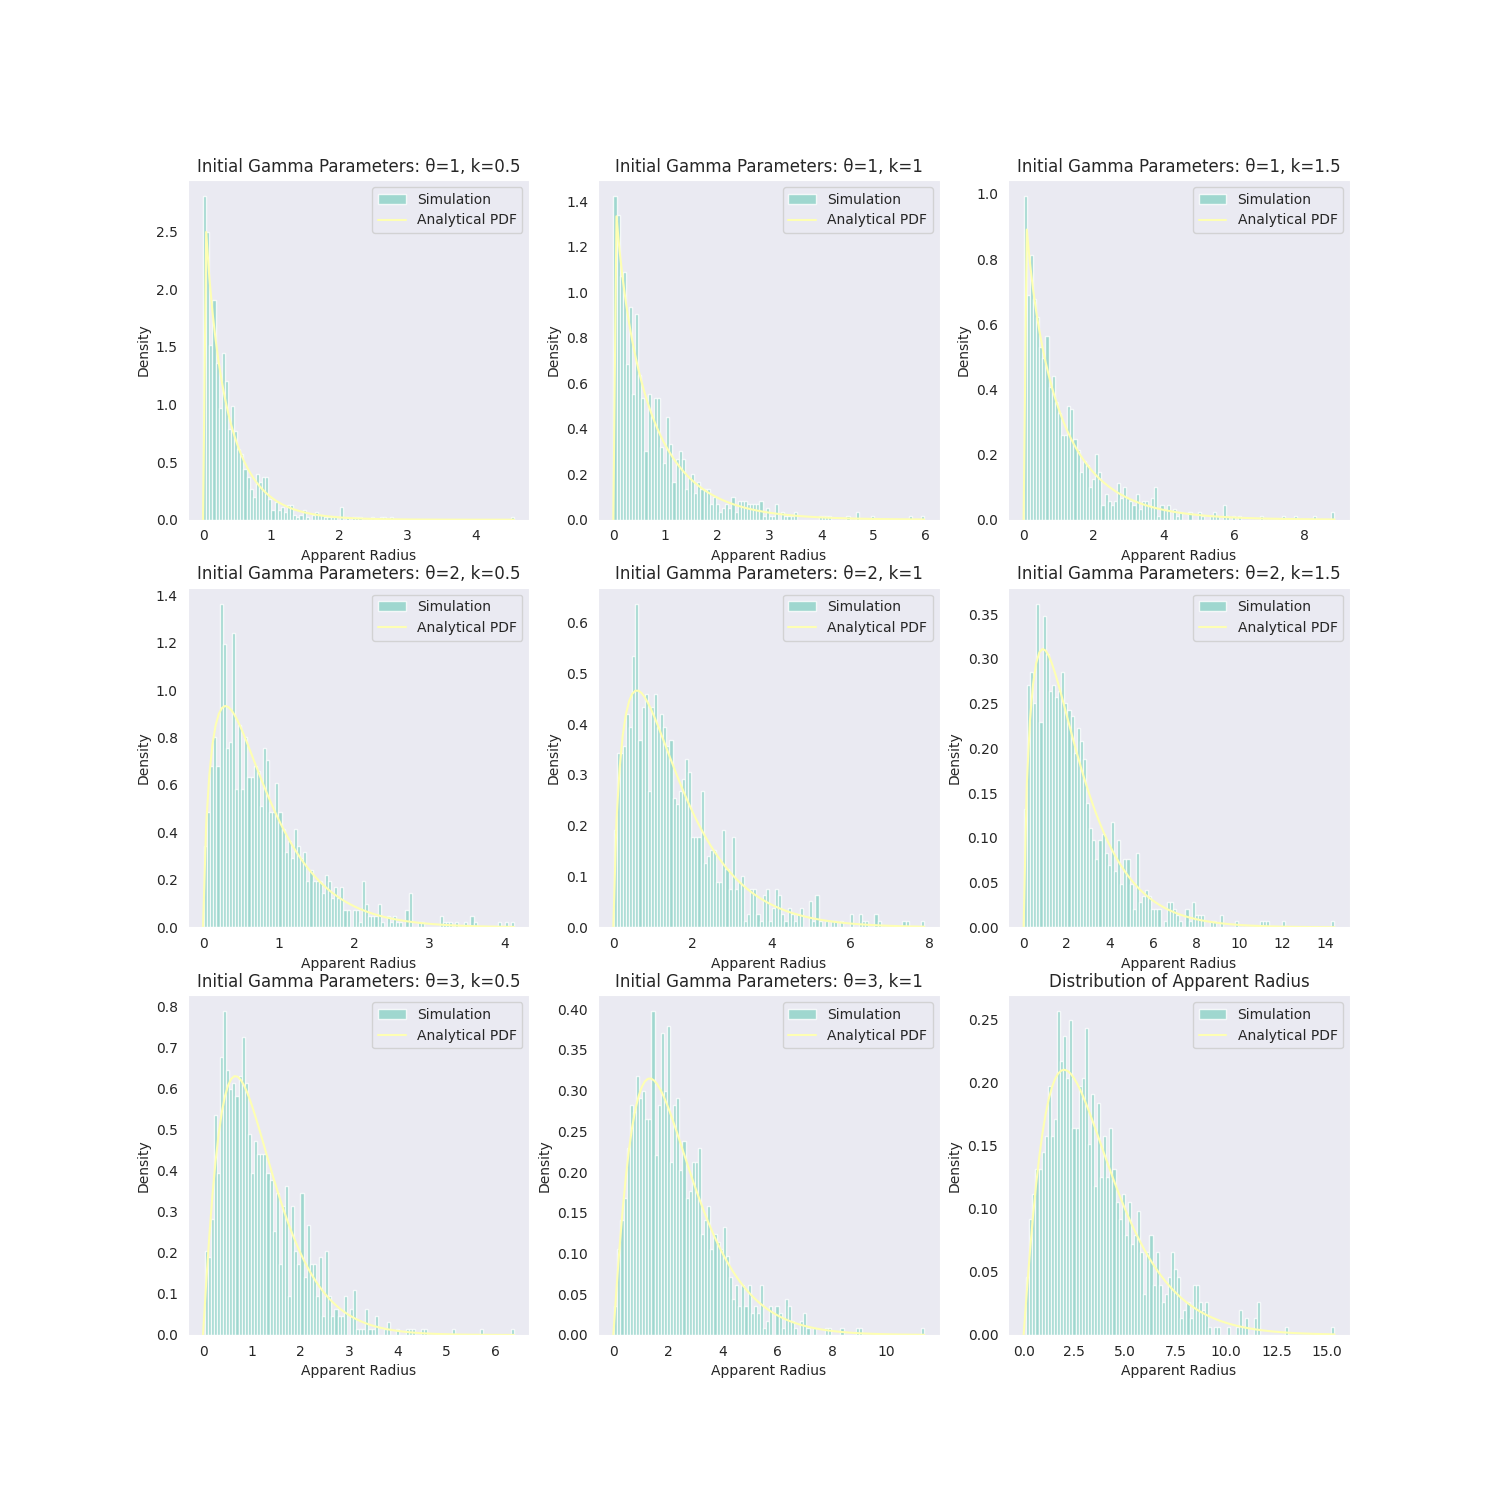 Initial Gamma Parameters: θ=1, k=0.5
Simulation
Analytical PDF
Density
2.5
2.0
1.5
1.0
0.5
0.0
0 1 2 3 4
Apparent Radius
Initial Gamma Parameters: θ=1, k=1
Simulation
Analytical PDF
Density
1.4
1.2
1.0
0.8
0.6
0.4
0.2
0.0
0 1 2 3 4 5 6
Apparent Radius
Initial Gamma Parameters: θ=1, k=1.5
Simulation
Analytical PDF
Density
1.0
0.8
0.6
0.4
0.2
0.0
0 2 4 6 8
Apparent Radius
Initial Gamma Parameters: θ=2, k=0.5
Simulation
Analytical PDF
Density
1.4
1.2
1.0
0.8
0.6
0.4
0.2
0.0
0 1 2 3 4
Apparent Radius
Initial Gamma Parameters: θ=2, k=1
Simulation
Analytical PDF
Density
0.6
0.5
0.4
0.3
0.2
0.1
0.0
0 2 4 6 8
Apparent Radius
Initial Gamma Parameters: θ=2, k=1.5
Simulation
Analytical PDF
Density
0.35
0.30
0.25
0.20
0.15
0.10
0.05
0.00
0 2 4 6 8 10 12 14
Apparent Radius
Initial Gamma Parameters: θ=3, k=0.5
Simulation
Analytical PDF
Density
0.8
0.7
0.6
0.5
0.4
0.3
0.2
0.1
0.0
0 1 2 3 4 5 6
Apparent Radius
Initial Gamma Parameters: θ=3, k=1
Simulation
Analytical PDF
Density
0.40
0.35
0.30
0.25
0.20
0.15
0.10
0.05
0.00
0 2 4 6 8 10
Apparent Radius
Distribution of Apparent Radius
Simulation
Analytical PDF
Density
0.25
0.20
0.15
0.10
0.05
0.00
0.0 2.5 5.0 7.5 10.0 12.5 15.0
Apparent Radius